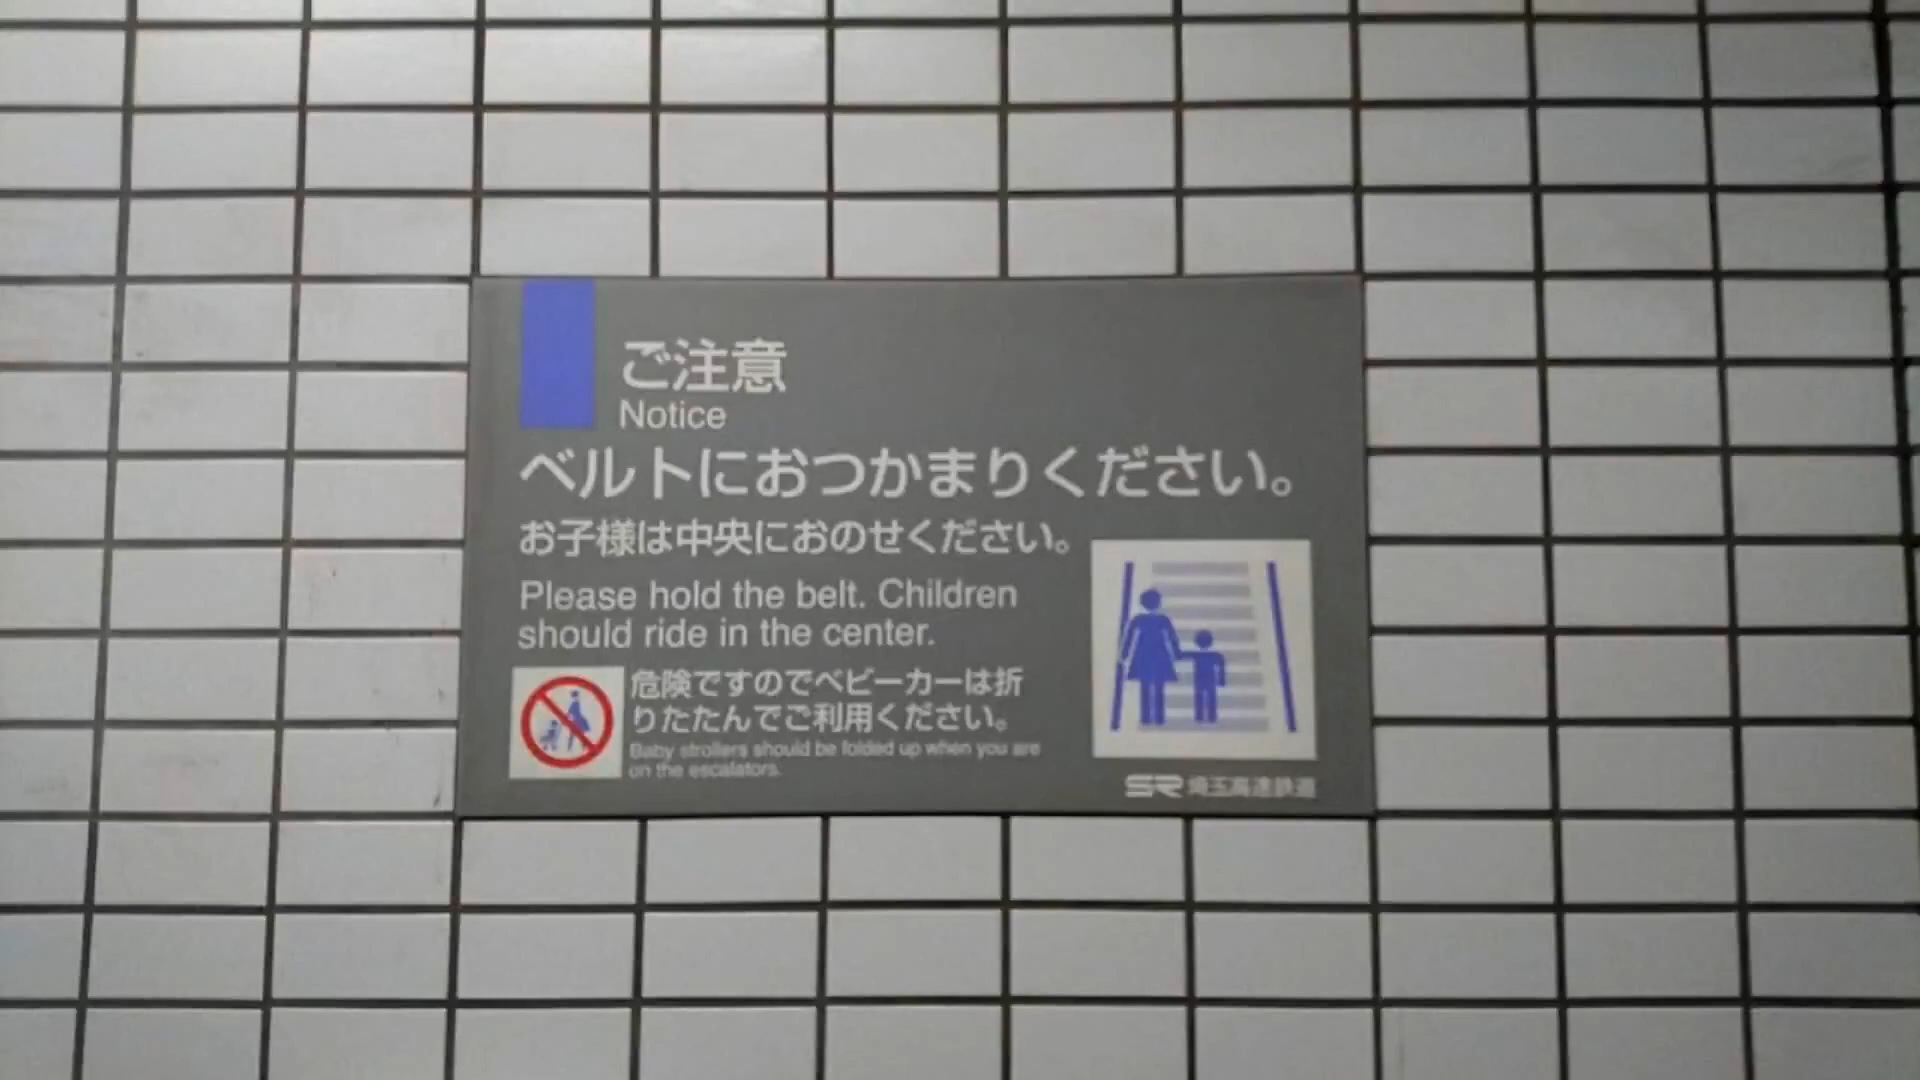 ご注意
Notice
ベルトにおつかまりください。
お子様は中央におのせください。
Please hold the belt. Children
should ride in the center.
危険ですのでベビーカーは折
りたたんでご利用ください。
Baby strollers should be folded up when you are
on the escalators.
SR 埼玉高速鉄道